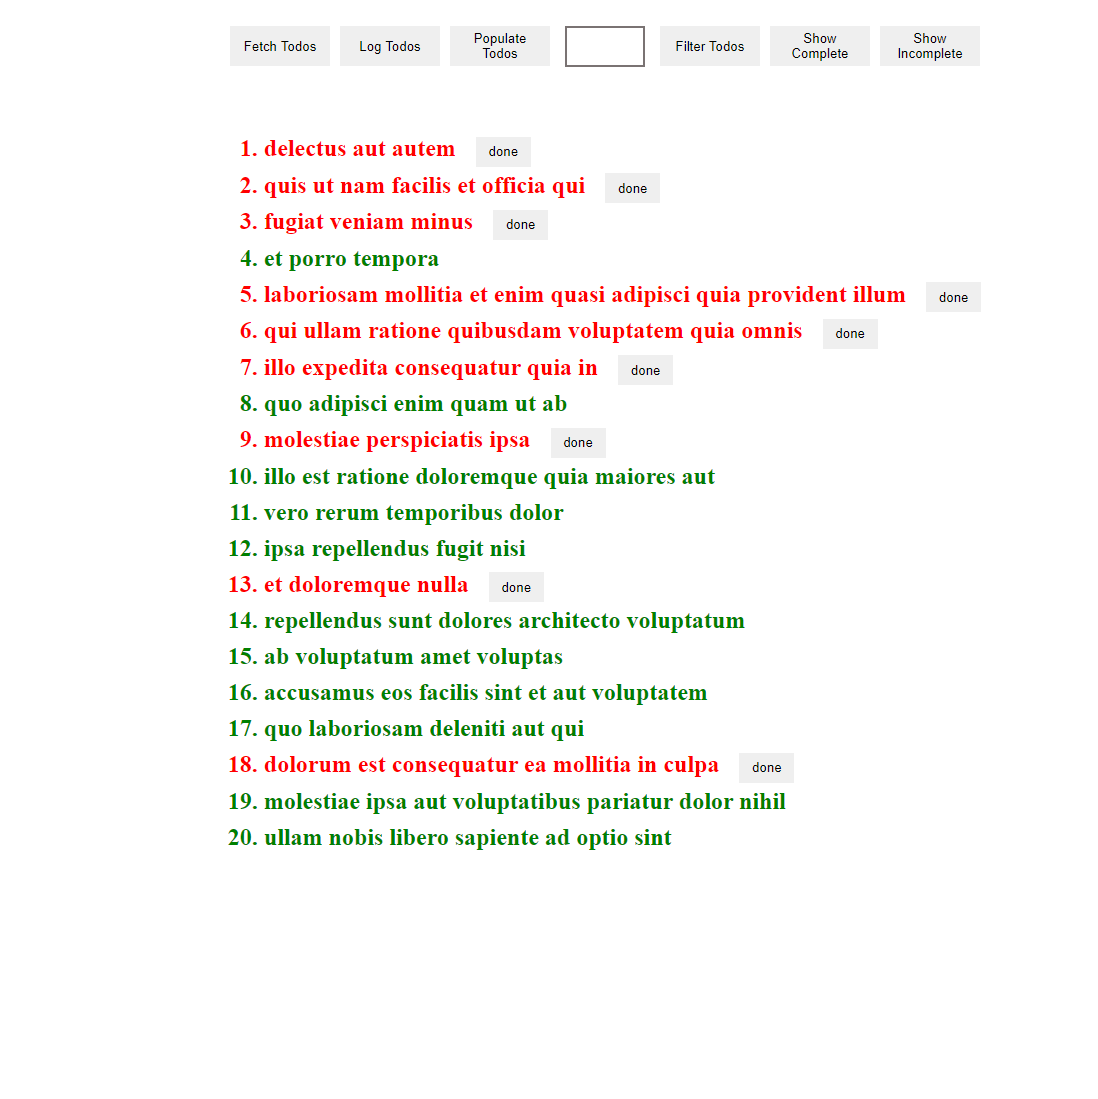 Fetch Todos Log Todos Populate Todos Filter Todos Show Complete Show Incomplete
1. delectus aut autem done
2. quis ut nam facilis et officia qui done
3. fugiat veniam minus done
4. et porro tempora
5. laboriosam mollitia et enim quasi adipisci quia provident illum done
6. qui ullam ratione quibusdam voluptatem quia omnis done
7. illo expedita consequatur quia in done
8. quo adipisci enim quam ut ab
9. molestiae perspiciatis ipsa done
10. illo est ratione doloremque quia maiores aut
11. vero rerum temporibus dolor
12. ipsa repellendus fugit nisi
13. et doloremque nulla done
14. repellendus sunt dolores architecto voluptatum
15. ab voluptatum amet voluptas
16. accusamus eos facilis sint et aut voluptatem
17. quo laboriosam deleniti aut qui
18. dolorum est consequatur ea mollitia in culpa done
19. molestiae ipsa aut voluptatibus pariatur dolor nihil
20. ullam nobis libero sapiente ad optio sint